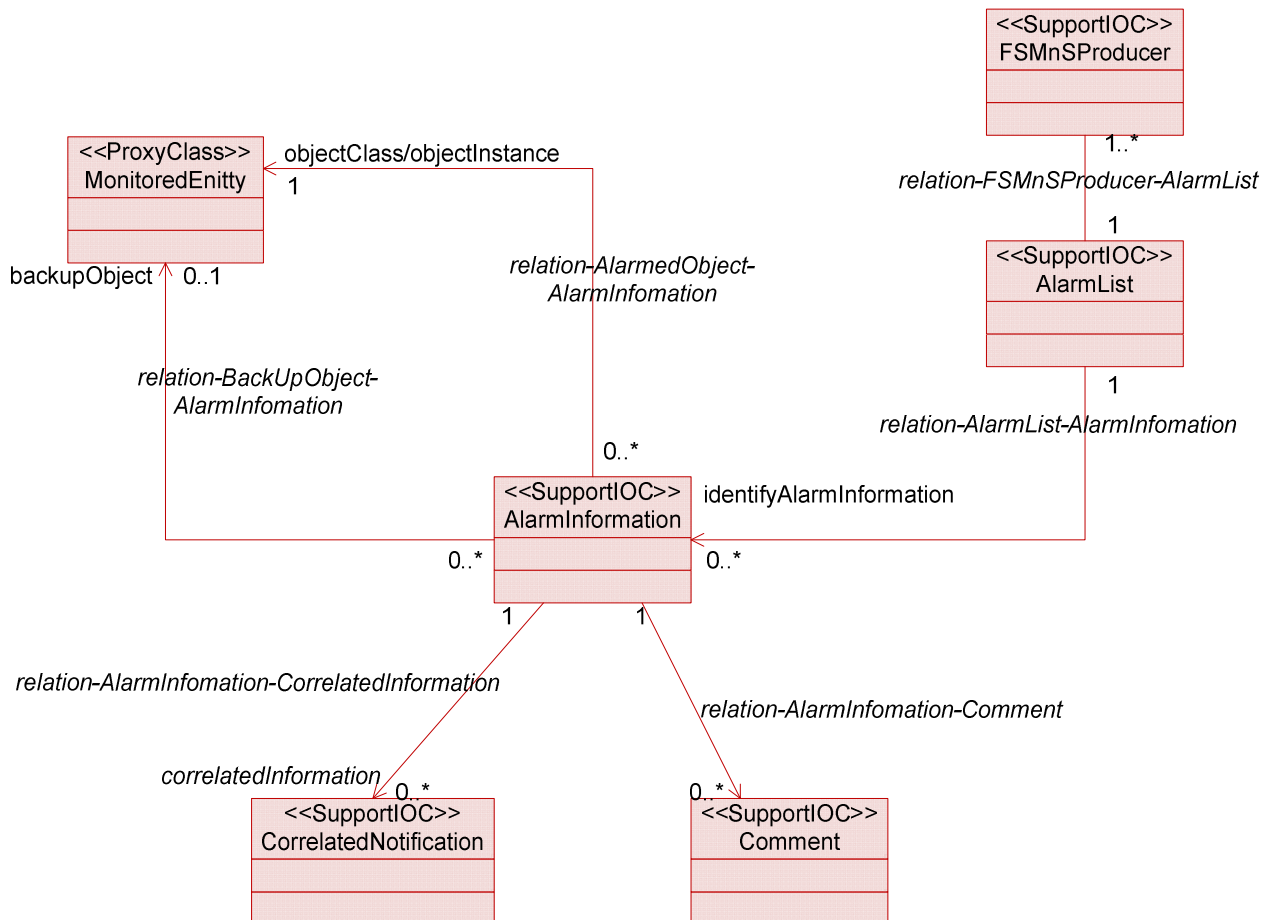 <<SupportIOC>>
FSMnSProducer
1..*
relation-FSMnSProducer-AlarmList
1
<<SupportIOC>>
AlarmList
1
relation-AlarmList-AlarmInfomation
<<ProxyClass>>
MonitoredEnitty
objectClass/objectInstance
1
backupObject
0..1
relation-AlarmedObject-
AlarmInfomation
relation-BackUpObject-
AlarmInfomation
0..*
<<SupportIOC>>
AlarmInformation
identifyAlarmInformation
0..*
0..*
1
1
relation-AlarmInfomation-CorrelatedInformation
relation-AlarmInfomation-Comment
correlatedInformation
0..*
0..*
<<SupportIOC>>
CorrelatedNotification
<<SupportIOC>>
Comment